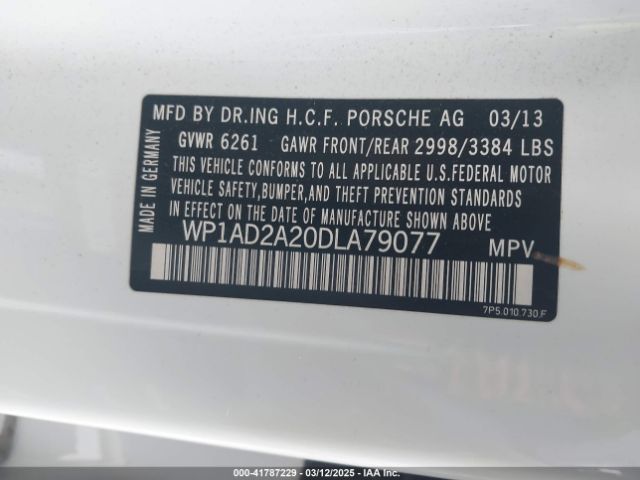 MFD BY DR.ING H.C.F. PORSCHE AG 03/13
GVWR 6261 GAWR FRONT/REAR 2998/3384 LBS
THIS VEHICLE CONFORMS TO ALL APPLICABLE U.S.FEDERAL MOTOR
VEHICLE SAFETY,BUMPER,AND THEFT PREVENTION STANDARDS
IN EFFECT ON THE DATE OF MANUFACTURE SHOWN ABOVE
MADE IN GERMANY
WP1AD2A20DLA79077 MPV
7P5.010.730.F
000-41787229 - 03/12/2025 - IAAI.COM